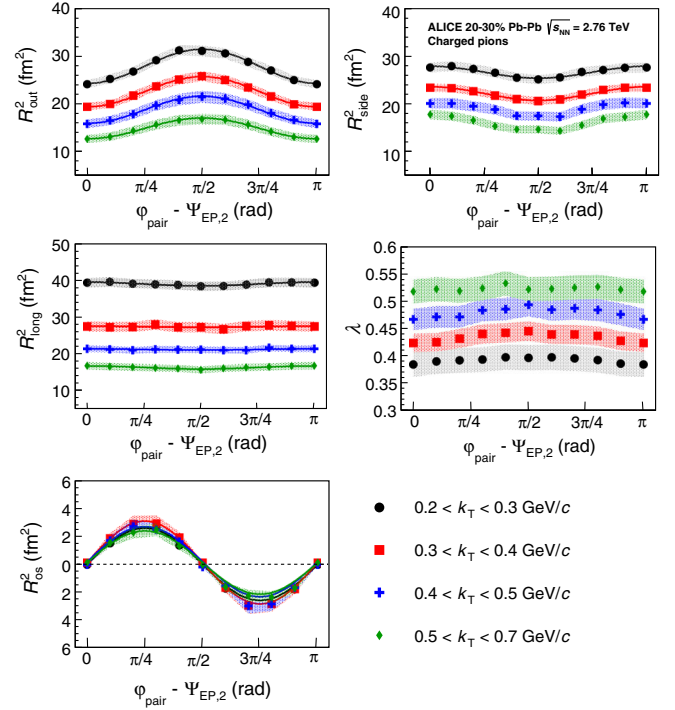 ALICE 20-30% Pb-Pb √sNN = 2.76 TeV
Charged pions
R²out (fm²)
40
30
20
10
0 π/4 π/2 3π/4 π
φpair - ΨEP,2 (rad)
R²side (fm²)
40
30
20
10
0 π/4 π/2 3π/4 π
φpair - ΨEP,2 (rad)
R²long (fm²)
50
40
30
20
10
0 π/4 π/2 3π/4 π
φpair - ΨEP,2 (rad)
λ
0.6
0.55
0.5
0.45
0.4
0.35
0.3
0 π/4 π/2 3π/4 π
φpair - ΨEP,2 (rad)
R²os (fm²)
6
4
2
0
2
4
6
0 π/4 π/2 3π/4 π
φpair - ΨEP,2 (rad)
0.2 < kT < 0.3 GeV/c
0.3 < kT < 0.4 GeV/c
0.4 < kT < 0.5 GeV/c
0.5 < kT < 0.7 GeV/c